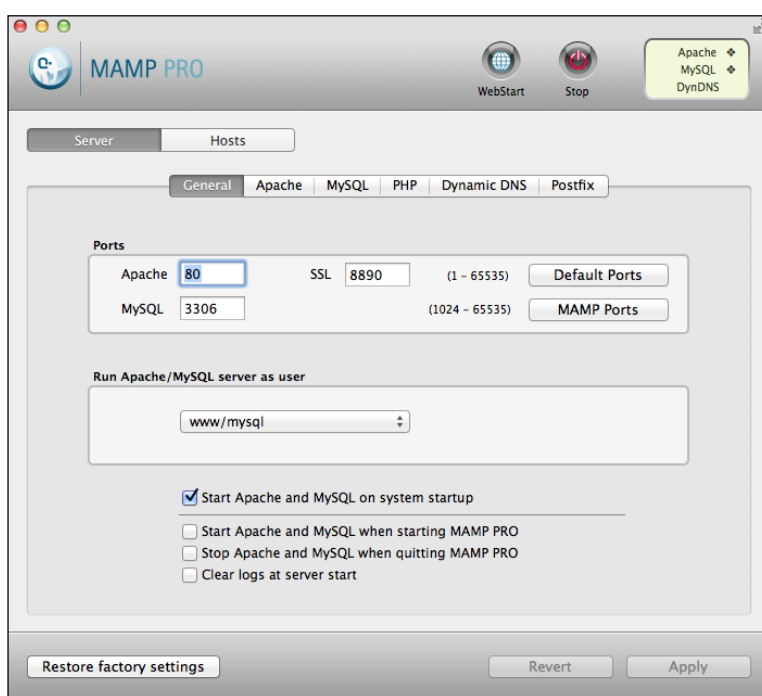 MAMP PRO
WebStart
Stop
Apache ❖
MySQL ❖
DynDNS
Server Hosts
General Apache MySQL PHP Dynamic DNS Postfix
Ports
Apache 80 SSL 8890 (1 – 65535) Default Ports
MySQL 3306 (1024 – 65535) MAMP Ports
Run Apache/MySQL server as user
www/mysql
Start Apache and MySQL on system startup
Start Apache and MySQL when starting MAMP PRO
Stop Apache and MySQL when quitting MAMP PRO
Clear logs at server start
Restore factory settings Revert Apply